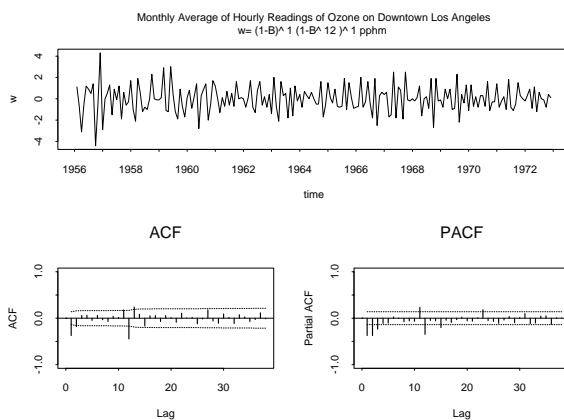 Monthly Average of Hourly Readings of Ozone on Downtown Los Angeles
w= (1-B)^ 1 (1-B^ 12 )^ 1 pphm
w
4
2
0
-2
-4
1956 1958 1960 1962 1964 1966 1968 1970 1972
time
ACF
ACF
1.0
0.0
-1.0
0 10 20 30
Lag
PACF
Partial ACF
1.0
0.0
-1.0
0 10 20 30
Lag